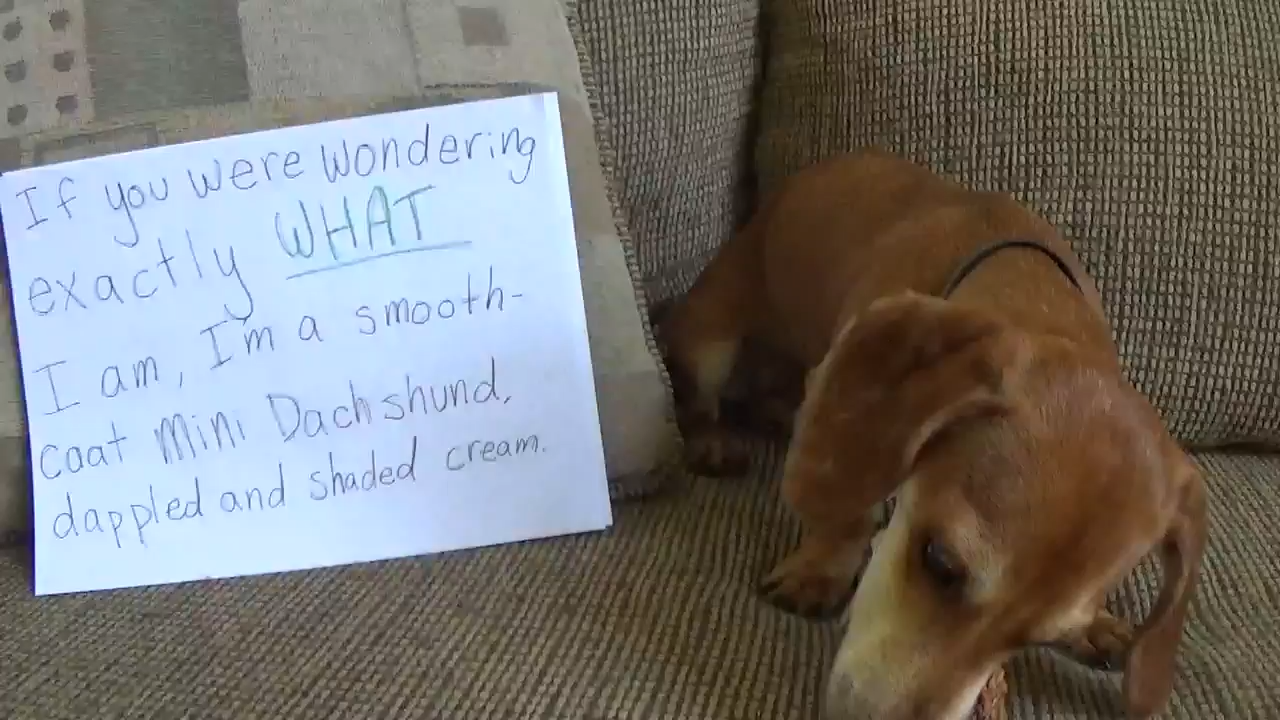 If you were wondering
exactly WHAT
I am, I'm a smooth-
coat Mini Dachshund,
dappled and shaded cream.